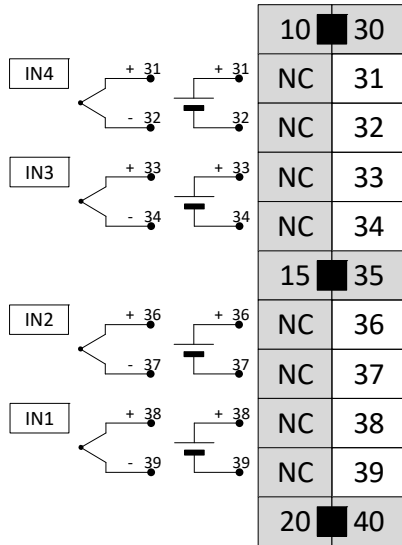 10 30
IN4 + 31 + 31 NC 31
- 32 32 NC 32
IN3 + 33 + 33 NC 33
- 34 34 NC 34
15 35
IN2 + 36 + 36 NC 36
- 37 37 NC 37
IN1 + 38 + 38 NC 38
- 39 39 NC 39
20 40